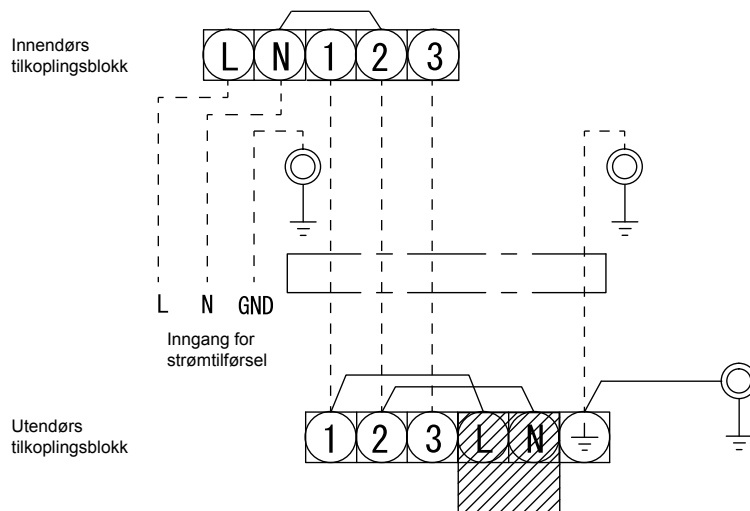 Innendørs
tilkoplingsblokk
L N 1 2 3
L N GND
Inngang for
strømtilførsel
Utendørs
tilkoplingsblokk
1 2 3 L N